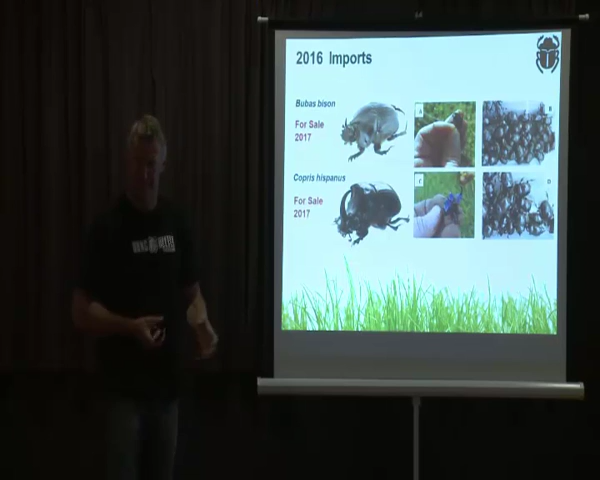 2016 Imports
Bubas bison
For Sale
2017
Copris hispanus
For Sale
2017
A
B
C
D